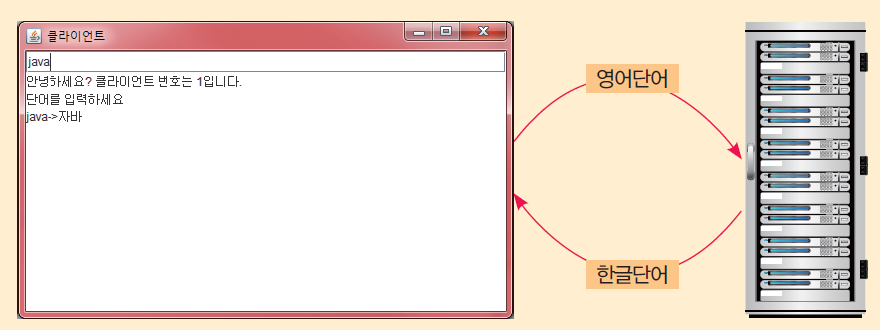 클라이언트
java
안녕하세요? 클라이언트 번호는 1입니다.
단어를 입력하세요
java->자바
영어단어
한글단어